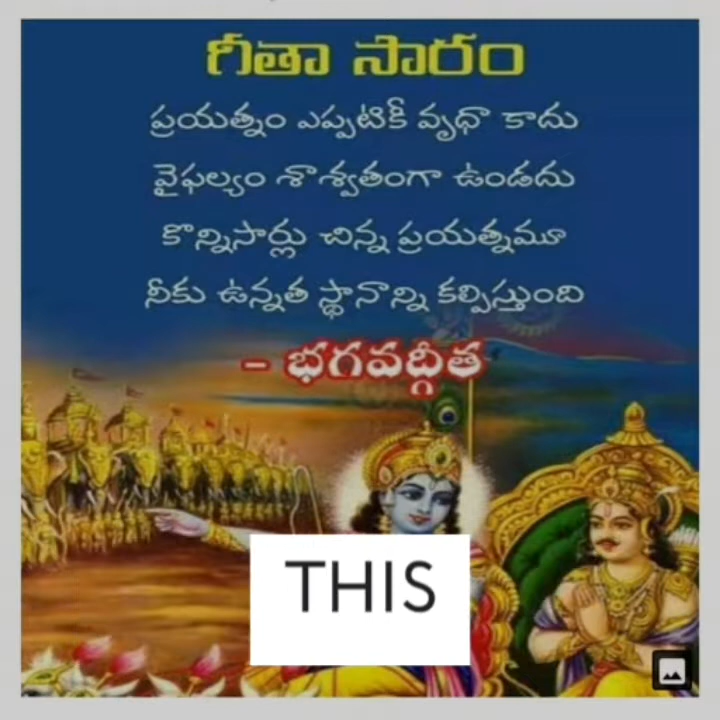 గీతా సారం
ప్రయత్నం ఎప్పటికీ వృధా కాదు
వైఫల్యం శాశ్వతంగా ఉండదు
కొన్నిసార్లు చిన్న ప్రయత్నమూ
నీకు ఉన్నత స్థానాన్ని కల్పిస్తుంది
- భగవద్గీత
THIS